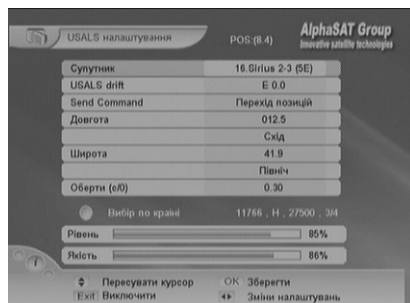 USALS налаштування POS:(8.4) AlphaSAT Group
Innovative satellite technologies
Супутник 16.Sirius 2-3 (5E)
USALS drift E 0.0
Send Command Перехід позицій
Довгота 012.5
Схід
Широта 41.9
Північ
Оберти (с/0) 0.30
Вибір по країні 11766 , H , 27500 , 3/4
Рівень 85%
Якість 86%
Пересувати курсор OK Зберегти
Exit Виключити Зміни налаштувань